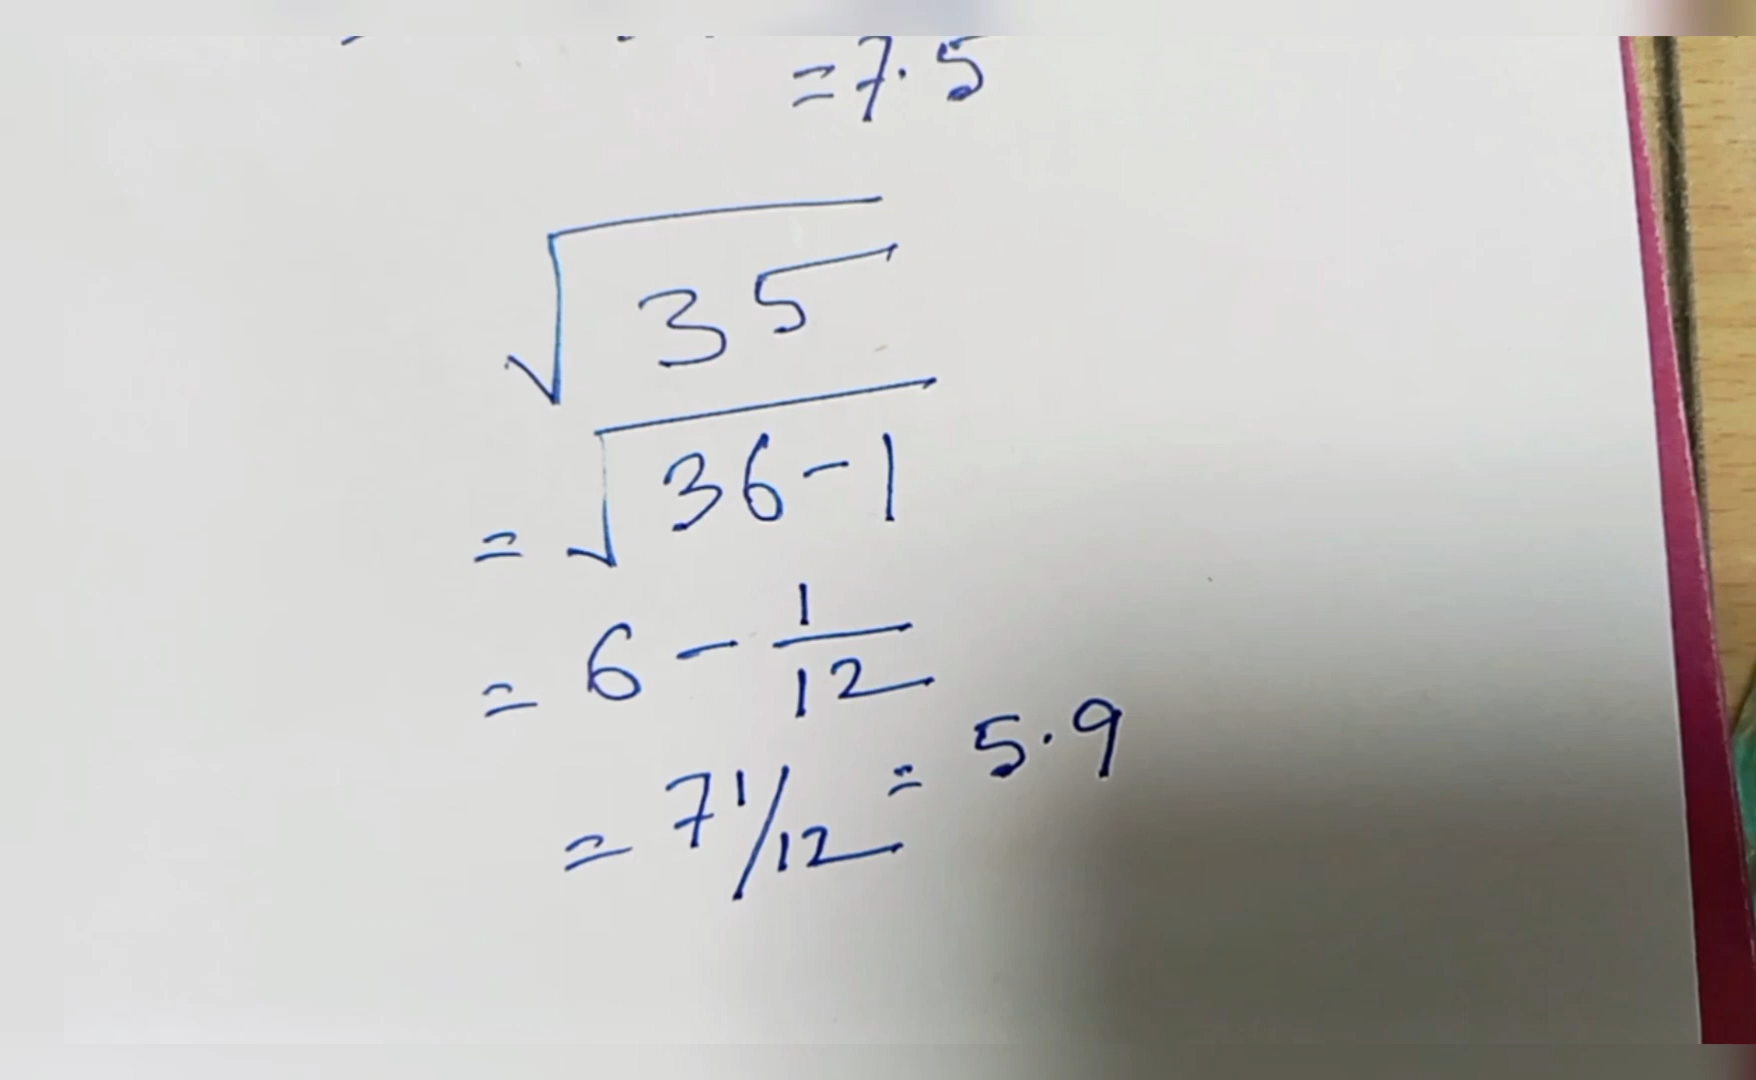 =7.5
√35
=√36-1
= 6 - 1/12
= 71/12 = 5.9